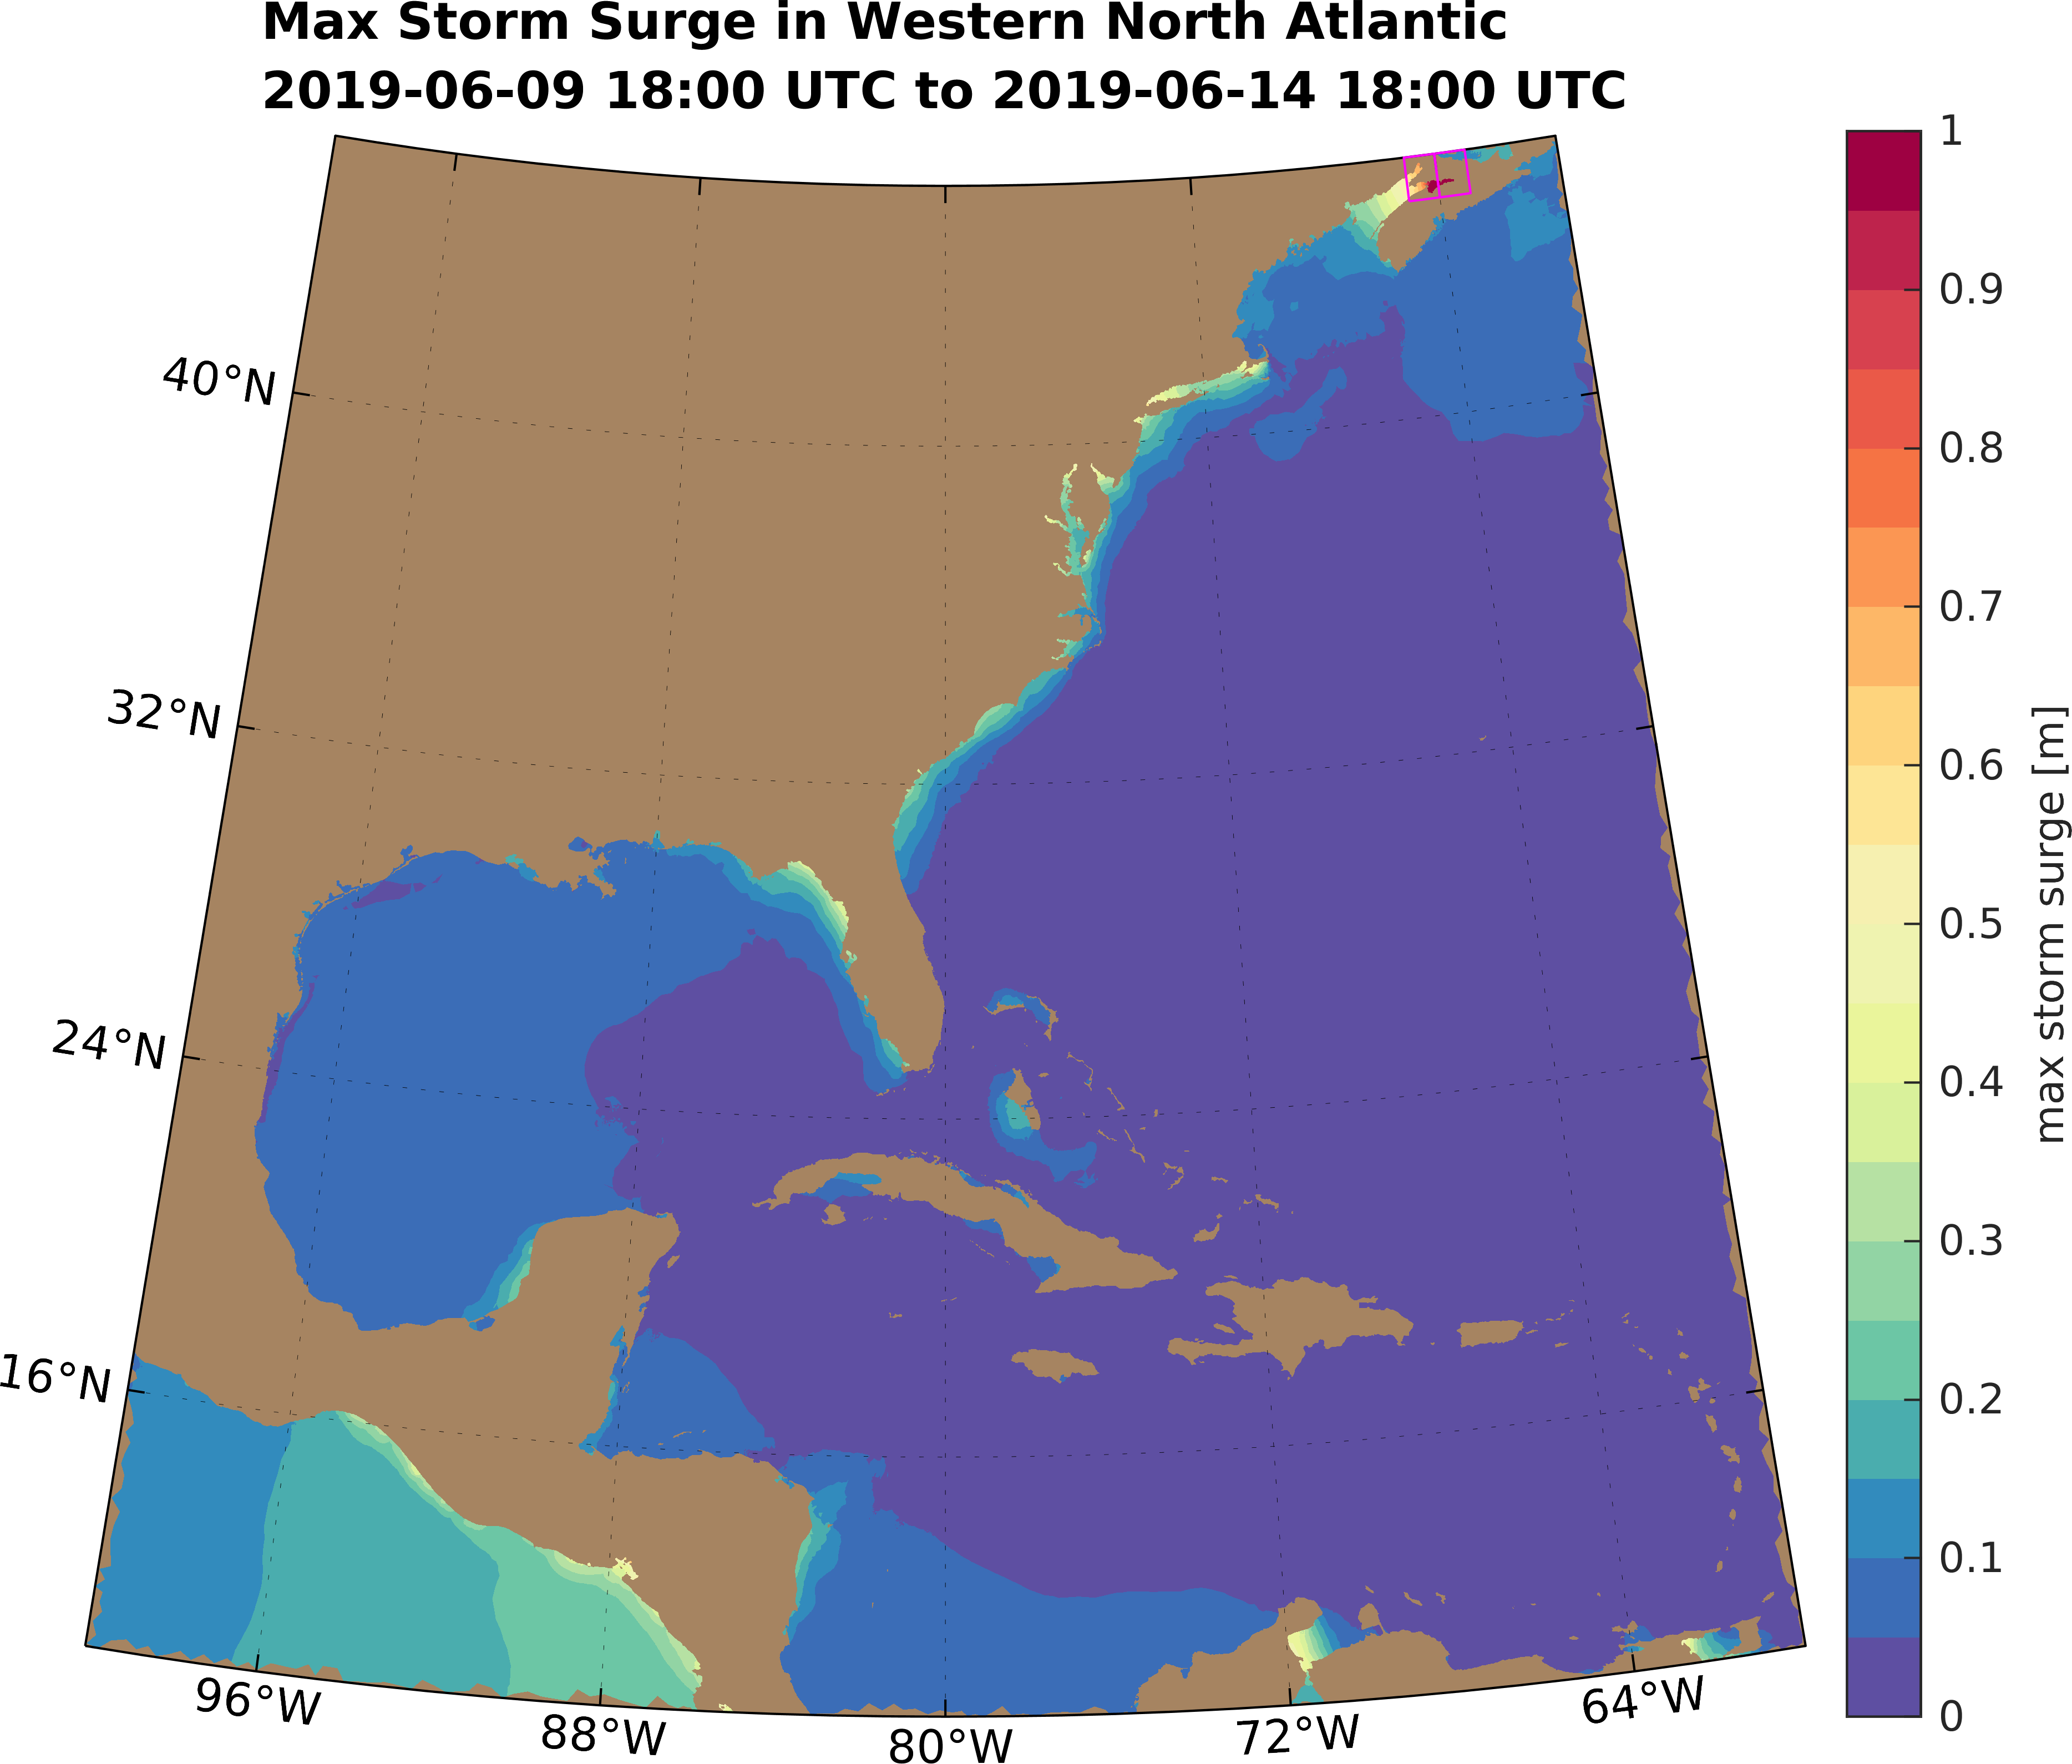 Max Storm Surge in Western North Atlantic
2019-06-09 18:00 UTC to 2019-06-14 18:00 UTC
40°N
32°N
24°N
16°N
96°W
88°W
80°W
72°W
64°W
1
0.9
0.8
0.7
0.6
0.5
0.4
0.3
0.2
0.1
0
max storm surge [m]